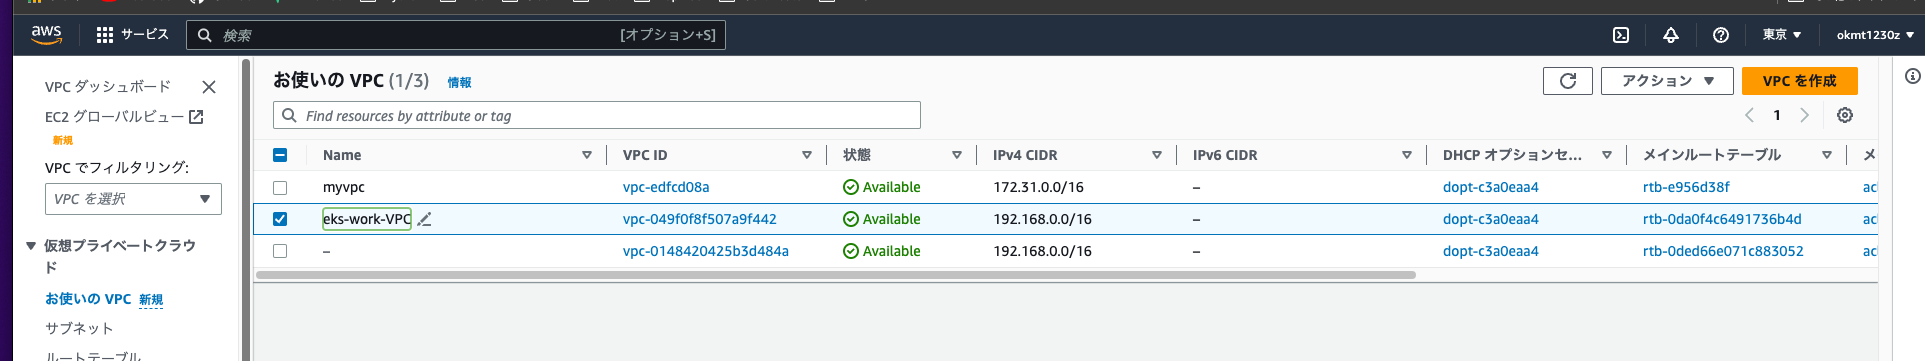 aws
サービス
検索
[オプション+S]
東京
okmt1230z
VPC ダッシュボード
EC2 グローバルビュー
新規
VPC でフィルタリング:
VPC を選択
仮想プライベートクラウド
お使いの VPC 新規
サブネット
ルートテーブル
お使いの VPC (1/3) 情報
アクション
VPC を作成
Find resources by attribute or tag
1
Name VPC ID 状態 IPv4 CIDR IPv6 CIDR DHCP オプションセ... メインルートテーブル メ
myvpc vpc-edfcd08a Available 172.31.0.0/16 – dopt-c3a0eaa4 rtb-e956d38f
eks-work-VPC vpc-049f0f8f507a9f442 Available 192.168.0.0/16 – dopt-c3a0eaa4 rtb-0da0f4c6491736b4d
– vpc-0148420425b3d484a Available 192.168.0.0/16 – dopt-c3a0eaa4 rtb-0ded66e071c883052